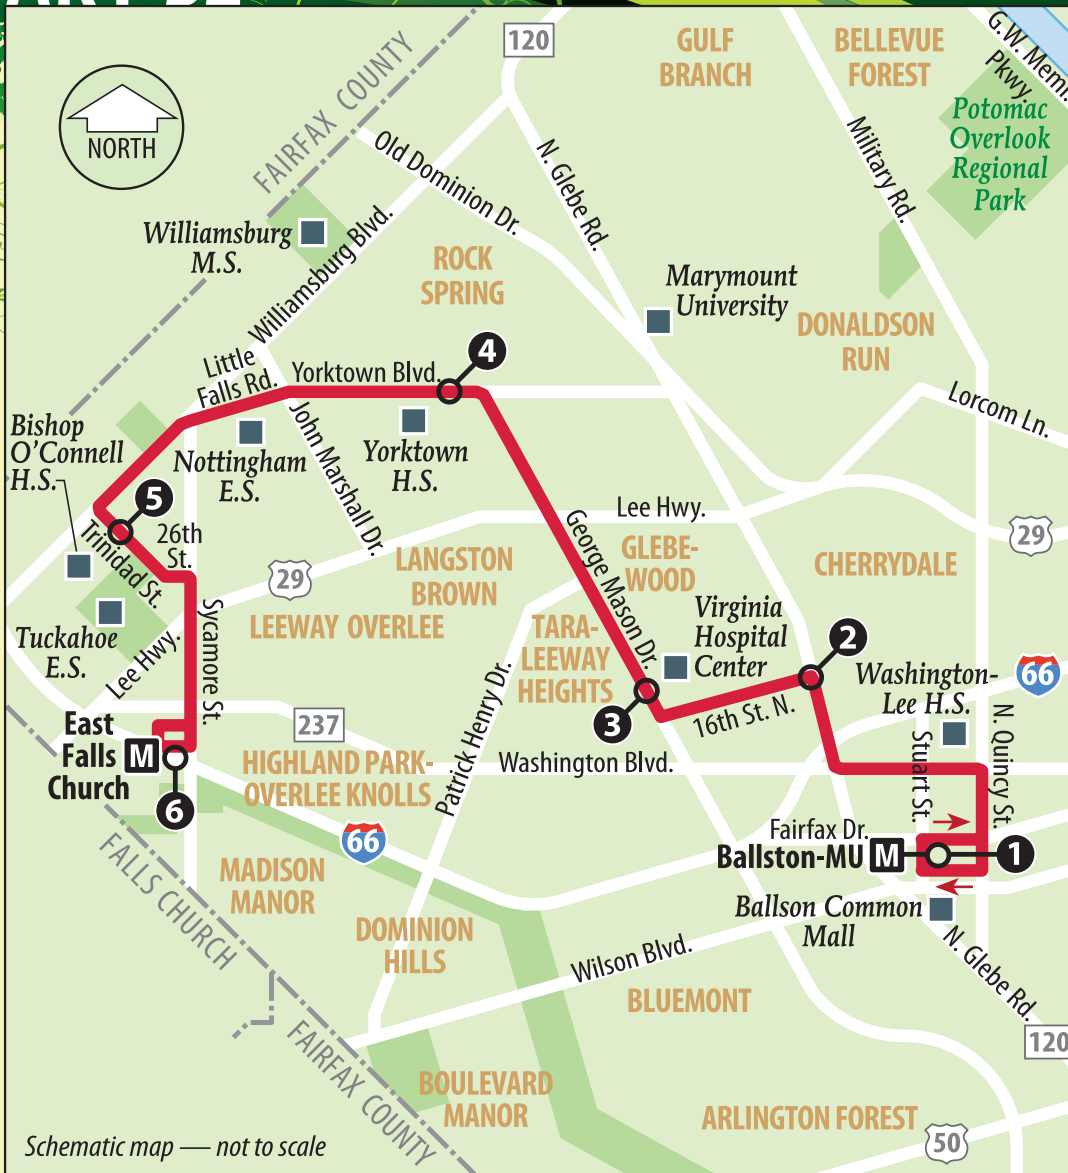 120
GULF
BRANCH
BELLEVUE
FOREST
G.W. Mem.
Pkwy.
Potomac
Overlook
Regional
Park
NORTH
FAIRFAX COUNTY
Old Dominion Dr.
N. Glebe Rd.
Military Rd.
Williamsburg
M.S.
Williamsburg Blvd.
ROCK
SPRING
Marymount
University
DONALDSON
RUN
Little
Falls Rd.
Yorktown Blvd.
4
Lorcom Ln.
Bishop
O'Connell
H.S.
Nottingham
E.S.
John Marshall Dr.
Yorktown
H.S.
5
26th
St.
Trinidad St.
Lee Hwy.
29
George Mason Dr.
GLEBE-
WOOD
CHERRYDALE
LANGSTON
BROWN
29
Tuckahoe
E.S.
Lee Hwy.
Sycamore St.
LEEWAY OVERLEE
TARA-
LEEWAY
HEIGHTS
Virginia
Hospital
Center
2
Washington-
Lee H.S.
66
East
Falls
Church
M
6
237
HIGHLAND PARK-
OVERLEE KNOLLS
Patrick Henry Dr.
3
16th St. N.
Washington Blvd.
Stuart St.
N. Quincy St.
66
Fairfax Dr.
Ballston-MU
M
1
FALLS CHURCH
MADISON
MANOR
Ballson Common
Mall
DOMINION
HILLS
Wilson Blvd.
N. Glebe Rd.
BLUEMONT
120
FAIRFAX COUNTY
BOULEVARD
MANOR
ARLINGTON FOREST
50
Schematic map — not to scale